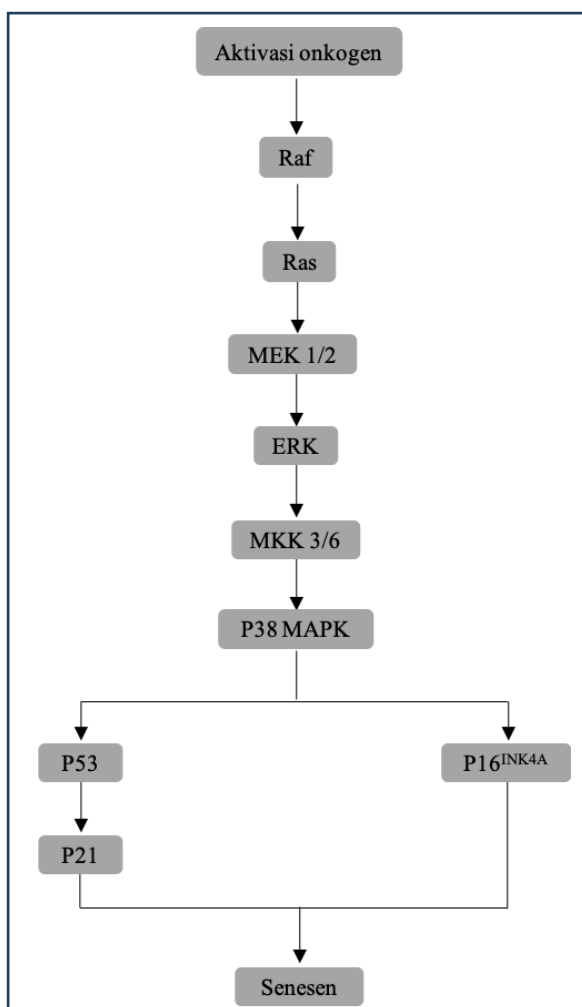 Aktivasi onkogen
Raf
Ras
MEK 1/2
ERK
MKK 3/6
P38 MAPK
P53
P16INK4A
P21
Senesen